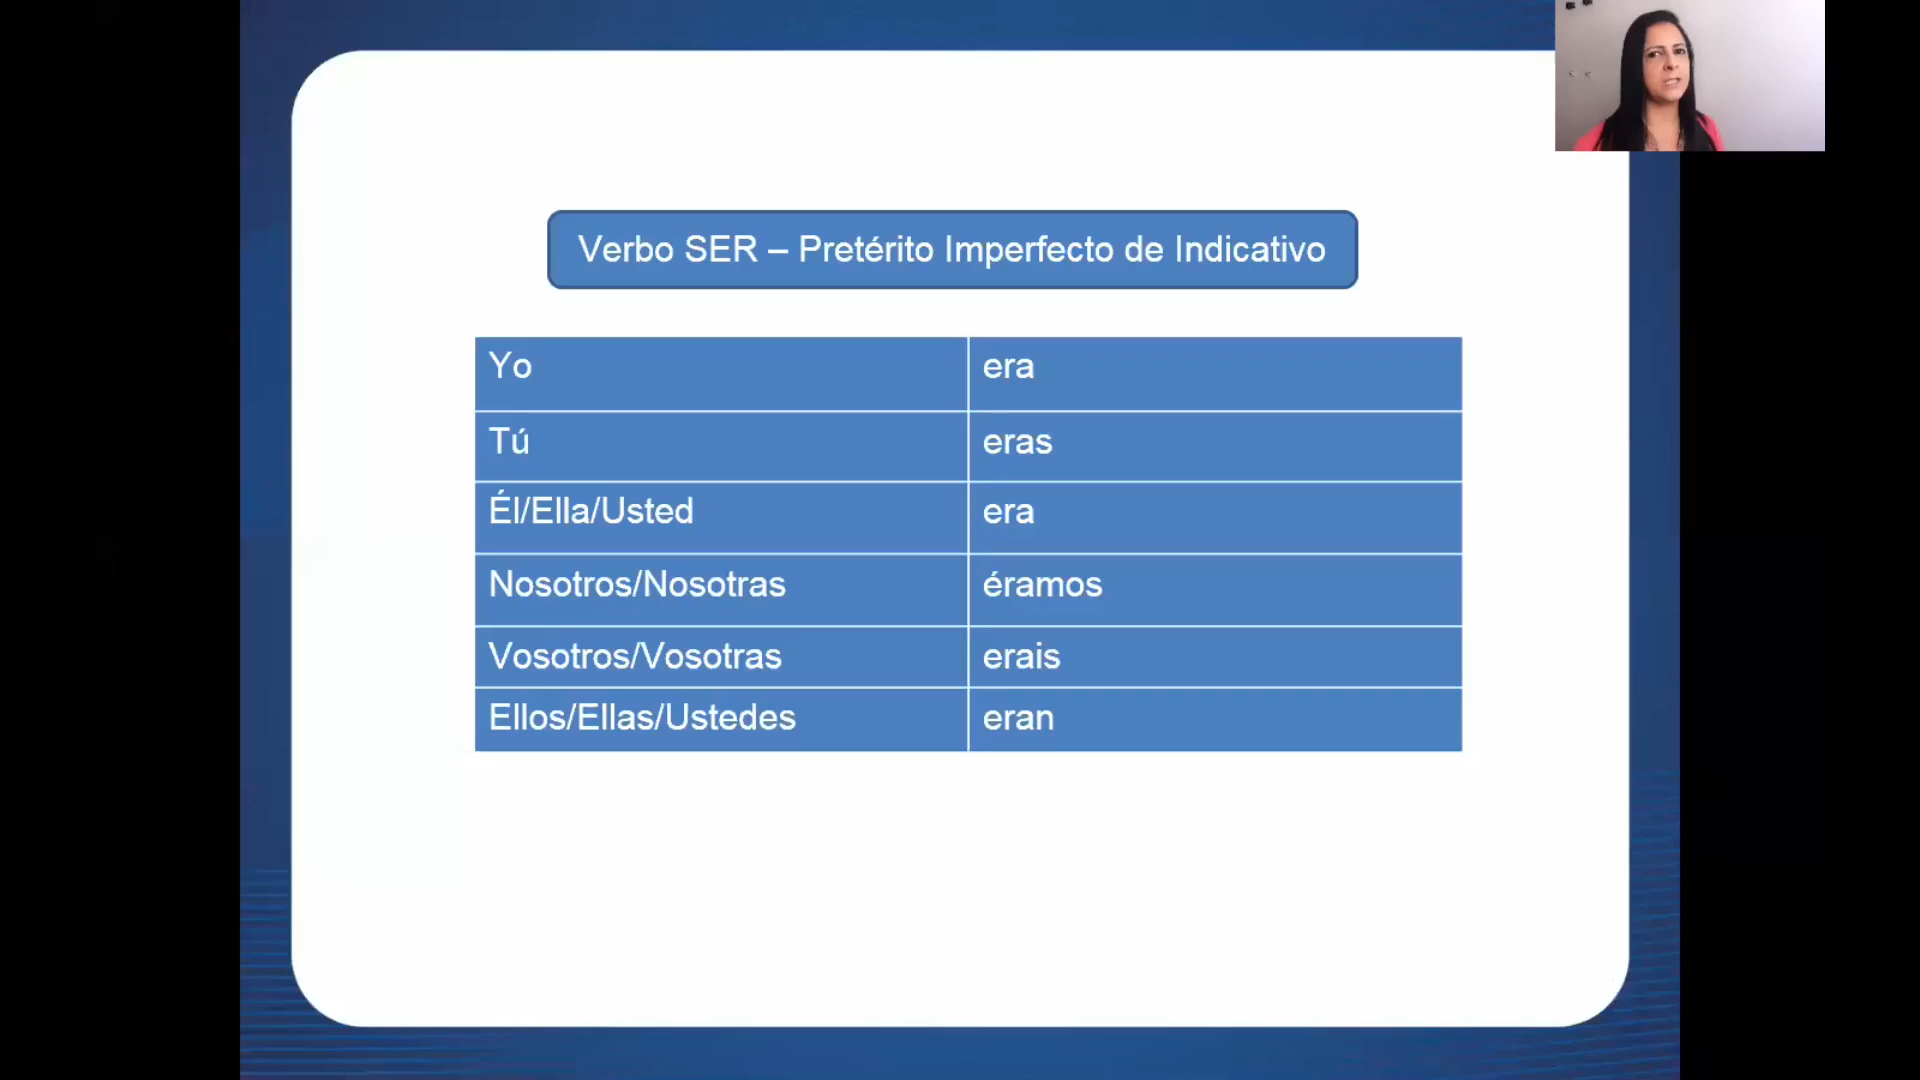 Verbo SER – Pretérito Imperfecto de Indicativo
Yo era
Tú eras
Él/Ella/Usted era
Nosotros/Nosotras éramos
Vosotros/Vosotras erais
Ellos/Ellas/Ustedes eran